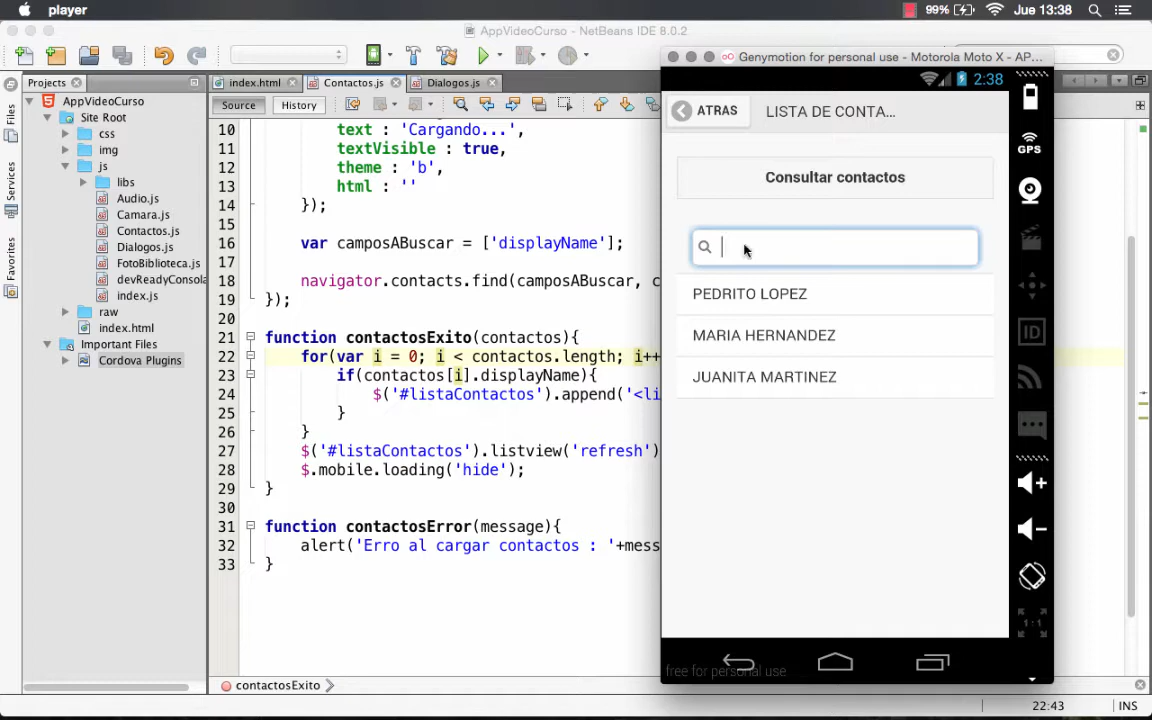 player
99%
Jue 13:38
AppVideoCurso - NetBeans IDE 8.0.2
Genymotion for personal use - Motorola Moto X - AP...
Projects
index.html
Contactos.js
Dialogos.js
Source
History
Files
Services
Favorites
AppVideoCurso
Site Root
css
img
js
libs
Audio.js
Camara.js
Contactos.js
Dialogos.js
FotoBiblioteca.js
devReadyConsola
index.js
raw
index.html
Important Files
Cordova Plugins
10 text : 'Cargando...',
11 textVisible : true,
12 theme : 'b',
13 html : ''
14 });
15
16 var camposABuscar = ['displayName'];
17
18 navigator.contacts.find(camposABuscar, c
19 });
20
21 function contactosExito(contactos){
22 for(var i = 0; i < contactos.length; i++
23 if(contactos[i].displayName){
24 $('#listaContactos').append('<li
25 }
26 }
27 $('#listaContactos').listview('refresh')
28 $.mobile.loading('hide');
29 }
30
31 function contactosError(message){
32 alert('Erro al cargar contactos : '+mess
33 }
2:38
ATRAS
LISTA DE CONTA...
Consultar contactos
PEDRITO LOPEZ
MARIA HERNANDEZ
JUANITA MARTINEZ
free for personal use
GPS
ID
1:1
contactosExito
22:43
INS